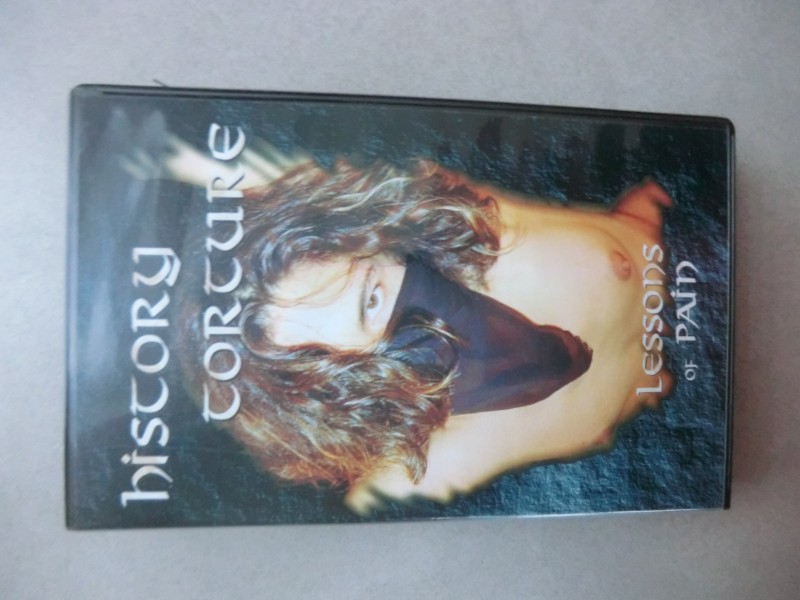 History
Torture
Lessons
of Pain